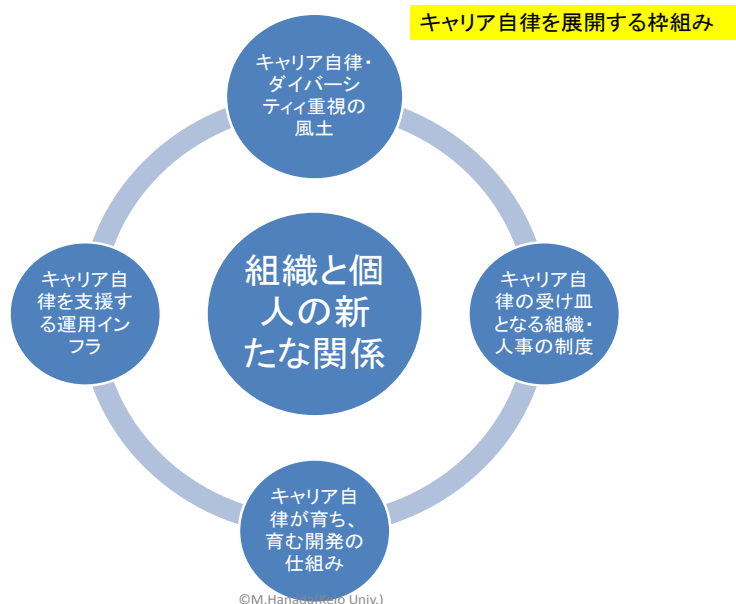 キャリア自律を展開する枠組み
キャリア自律・
ダイバーシ
ティィ重視の
風土
組織と個
人の新
たな関係
キャリア自
律の受け皿
となる組織・
人事の制度
キャリア自
律が育ち、
育む開発の
仕組み
キャリア自
律を支援す
る運用イン
フラ
©M.Hanada(Keio Univ.)